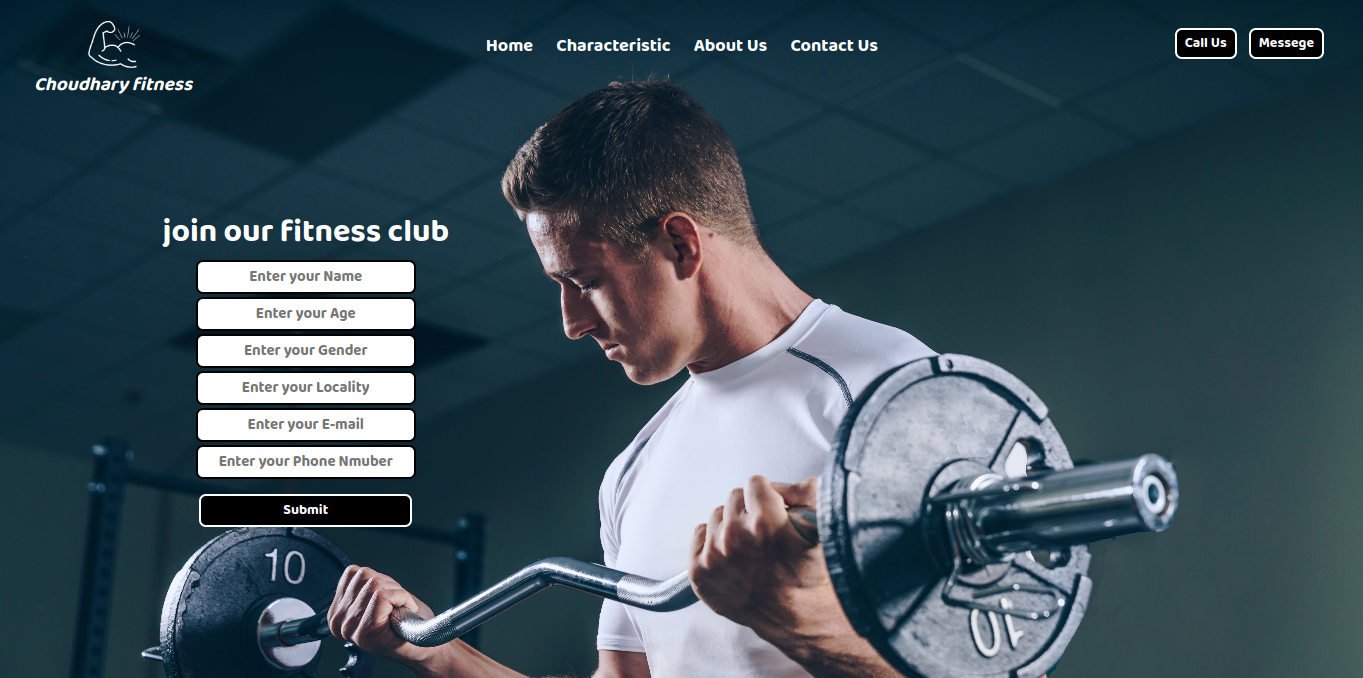 Home Characteristic About Us Contact Us Call Us Messege
Choudhary fitness
join our fitness club
Enter your Name
Enter your Age
Enter your Gender
Enter your Locality
Enter your E-mail
Enter your Phone Nmuber
Submit
10
10